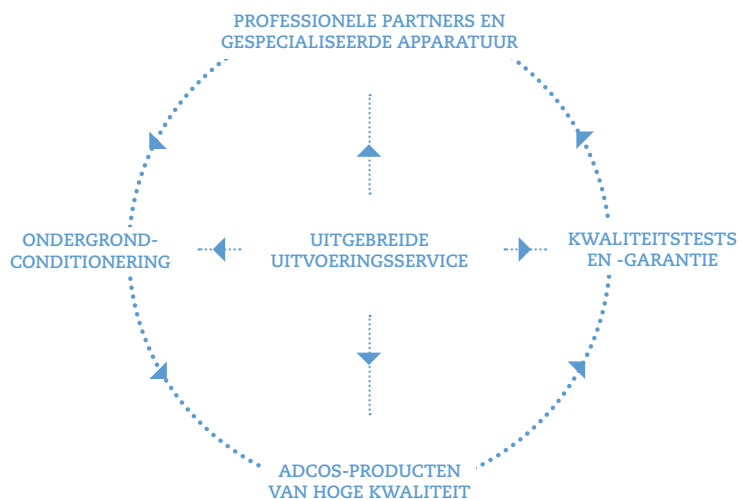 PROFESSIONELE PARTNERS EN
GESPECIALISEERDE APPARATUUR
ONDERGROND-
CONDITIONERING
UITGEBREIDE
UITVOERINGSSERVICE
KWALITEITSTESTS
EN -GARANTIE
ADCOS-PRODUCTEN
VAN HOGE KWALITEIT